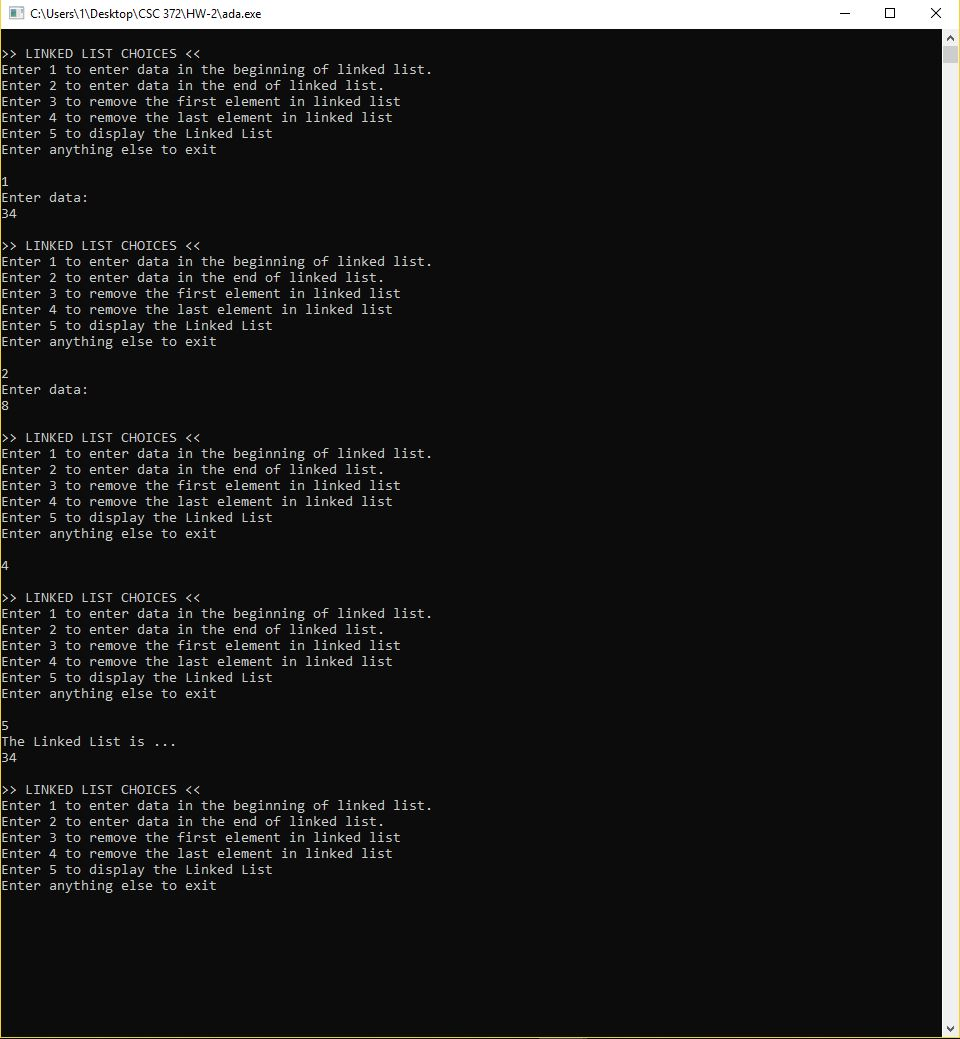 C:\Users\1\Desktop\CSC 372\HW-2\ada.exe
>> LINKED LIST CHOICES <<
Enter 1 to enter data in the beginning of linked list.
Enter 2 to enter data in the end of linked list.
Enter 3 to remove the first element in linked list
Enter 4 to remove the last element in linked list
Enter 5 to display the Linked List
Enter anything else to exit
1
Enter data:
34
>> LINKED LIST CHOICES <<
Enter 1 to enter data in the beginning of linked list.
Enter 2 to enter data in the end of linked list.
Enter 3 to remove the first element in linked list
Enter 4 to remove the last element in linked list
Enter 5 to display the Linked List
Enter anything else to exit
2
Enter data:
8
>> LINKED LIST CHOICES <<
Enter 1 to enter data in the beginning of linked list.
Enter 2 to enter data in the end of linked list.
Enter 3 to remove the first element in linked list
Enter 4 to remove the last element in linked list
Enter 5 to display the Linked List
Enter anything else to exit
4
>> LINKED LIST CHOICES <<
Enter 1 to enter data in the beginning of linked list.
Enter 2 to enter data in the end of linked list.
Enter 3 to remove the first element in linked list
Enter 4 to remove the last element in linked list
Enter 5 to display the Linked List
Enter anything else to exit
5
The Linked List is ...
34
>> LINKED LIST CHOICES <<
Enter 1 to enter data in the beginning of linked list.
Enter 2 to enter data in the end of linked list.
Enter 3 to remove the first element in linked list
Enter 4 to remove the last element in linked list
Enter 5 to display the Linked List
Enter anything else to exit